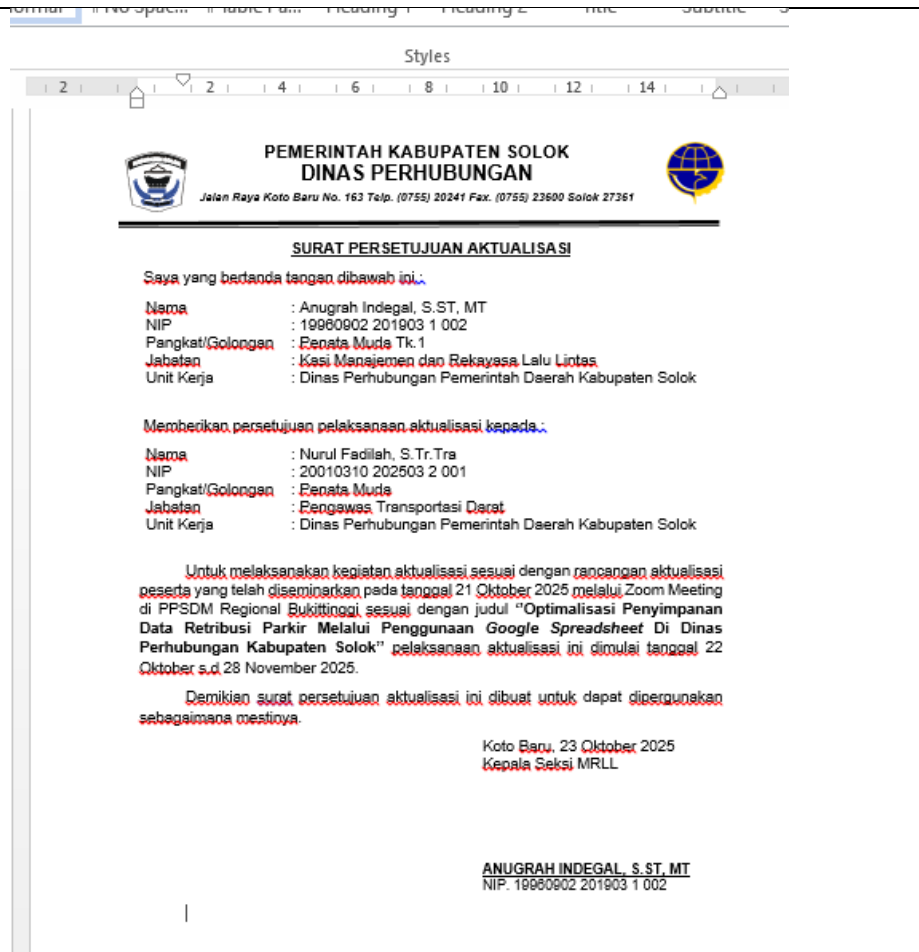 Styles
2 2 4 6 8 10 12 14
PEMERINTAH KABUPATEN SOLOK
DINAS PERHUBUNGAN
Jalan Raya Koto Baru No. 163 Telp. (0755) 20241 Fax. (0755) 23600 Solok 27361
SURAT PERSETUJUAN AKTUALISASI
Saya yang bertanda tangan dibawah ini :
Nama : Anugrah Indegal, S.ST, MT
NIP : 19960902 201903 1 002
Pangkat/Golongan : Penata Muda Tk.1
Jabatan : Kasi Manajemen dan Rekayasa Lalu Lintas
Unit Kerja : Dinas Perhubungan Pemerintah Daerah Kabupaten Solok
Memberikan persetujuan pelaksanaan aktualisasi kepada :
Nama : Nurul Fadilah, S.Tr.Tra
NIP : 20010310 202503 2 001
Pangkat/Golongan : Penata Muda
Jabatan : Pengawas Transportasi Darat
Unit Kerja : Dinas Perhubungan Pemerintah Daerah Kabupaten Solok
Untuk melaksanakan kegiatan aktualisasi sesuai dengan rancangan aktualisasi
peserta yang telah diseminarkan pada tanggal 21 Oktober 2025 melalui Zoom Meeting
di PPSDM Regional Bukittinggi sesuai dengan judul "Optimalisasi Penyimpanan
Data Retribusi Parkir Melalui Penggunaan Google Spreadsheet Di Dinas
Perhubungan Kabupaten Solok" pelaksanaan aktualisasi ini dimulai tanggal 22
Oktober s.d 28 November 2025.
Demikian surat persetujuan aktualisasi ini dibuat untuk dapat dipergunakan
sebagaimana mestinya.
Koto Baru, 23 Oktober 2025
Kepala Seksi MRLL
ANUGRAH INDEGAL, S.ST, MT
NIP. 19960902 201903 1 002